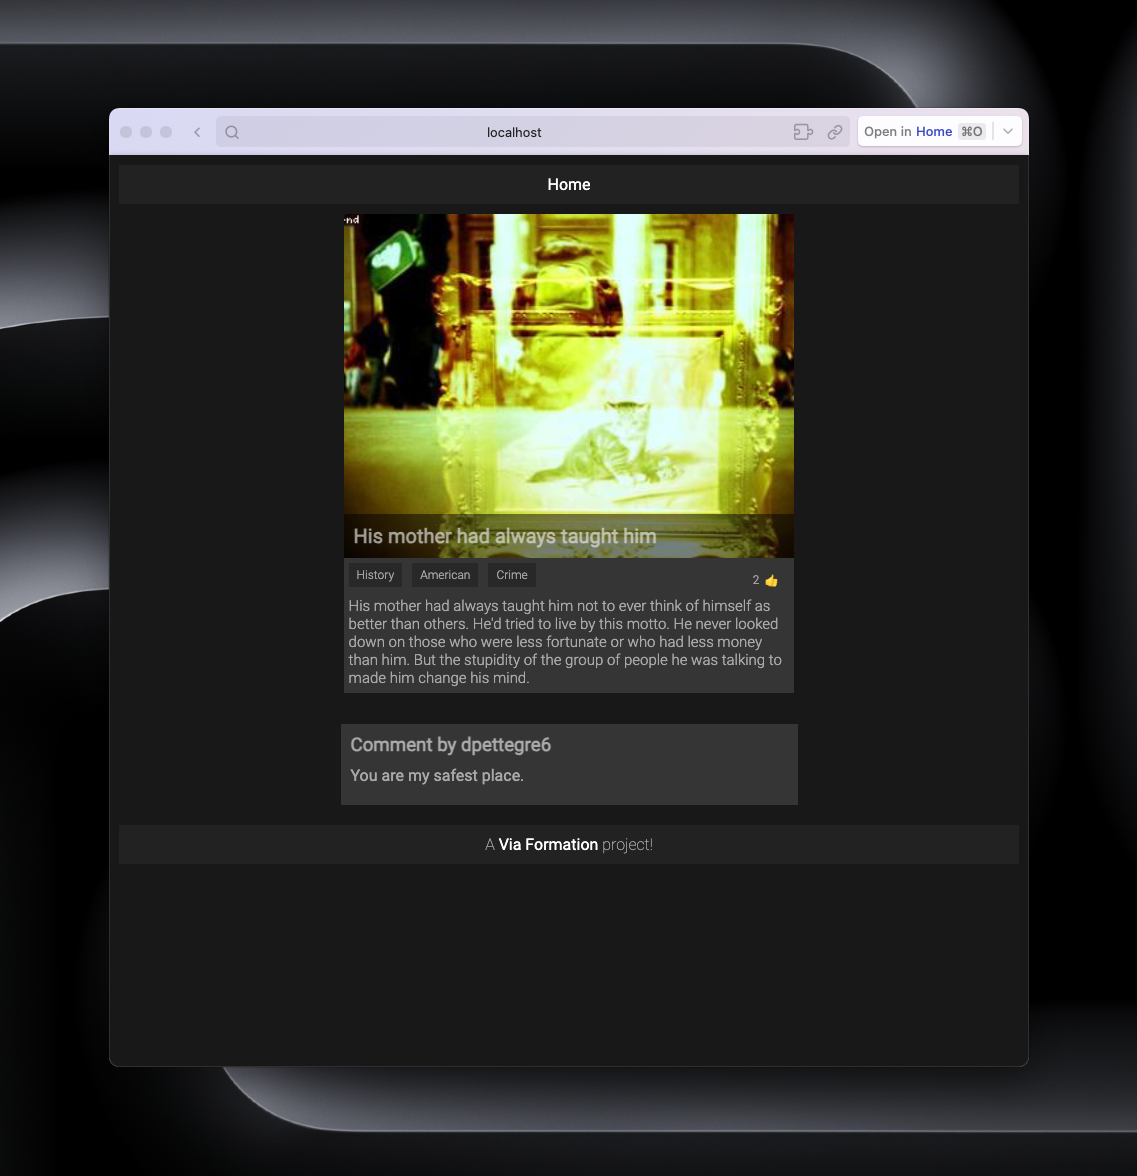 localhost
Open in Home ⌘O
Home
His mother had always taught him
History American Crime
2 👍
His mother had always taught him not to ever think of himself as
better than others. He'd tried to live by this motto. He never looked
down on those who were less fortunate or who had less money
than him. But the stupidity of the group of people he was talking to
made him change his mind.
Comment by dpettegre6
You are my safest place.
A Via Formation project!